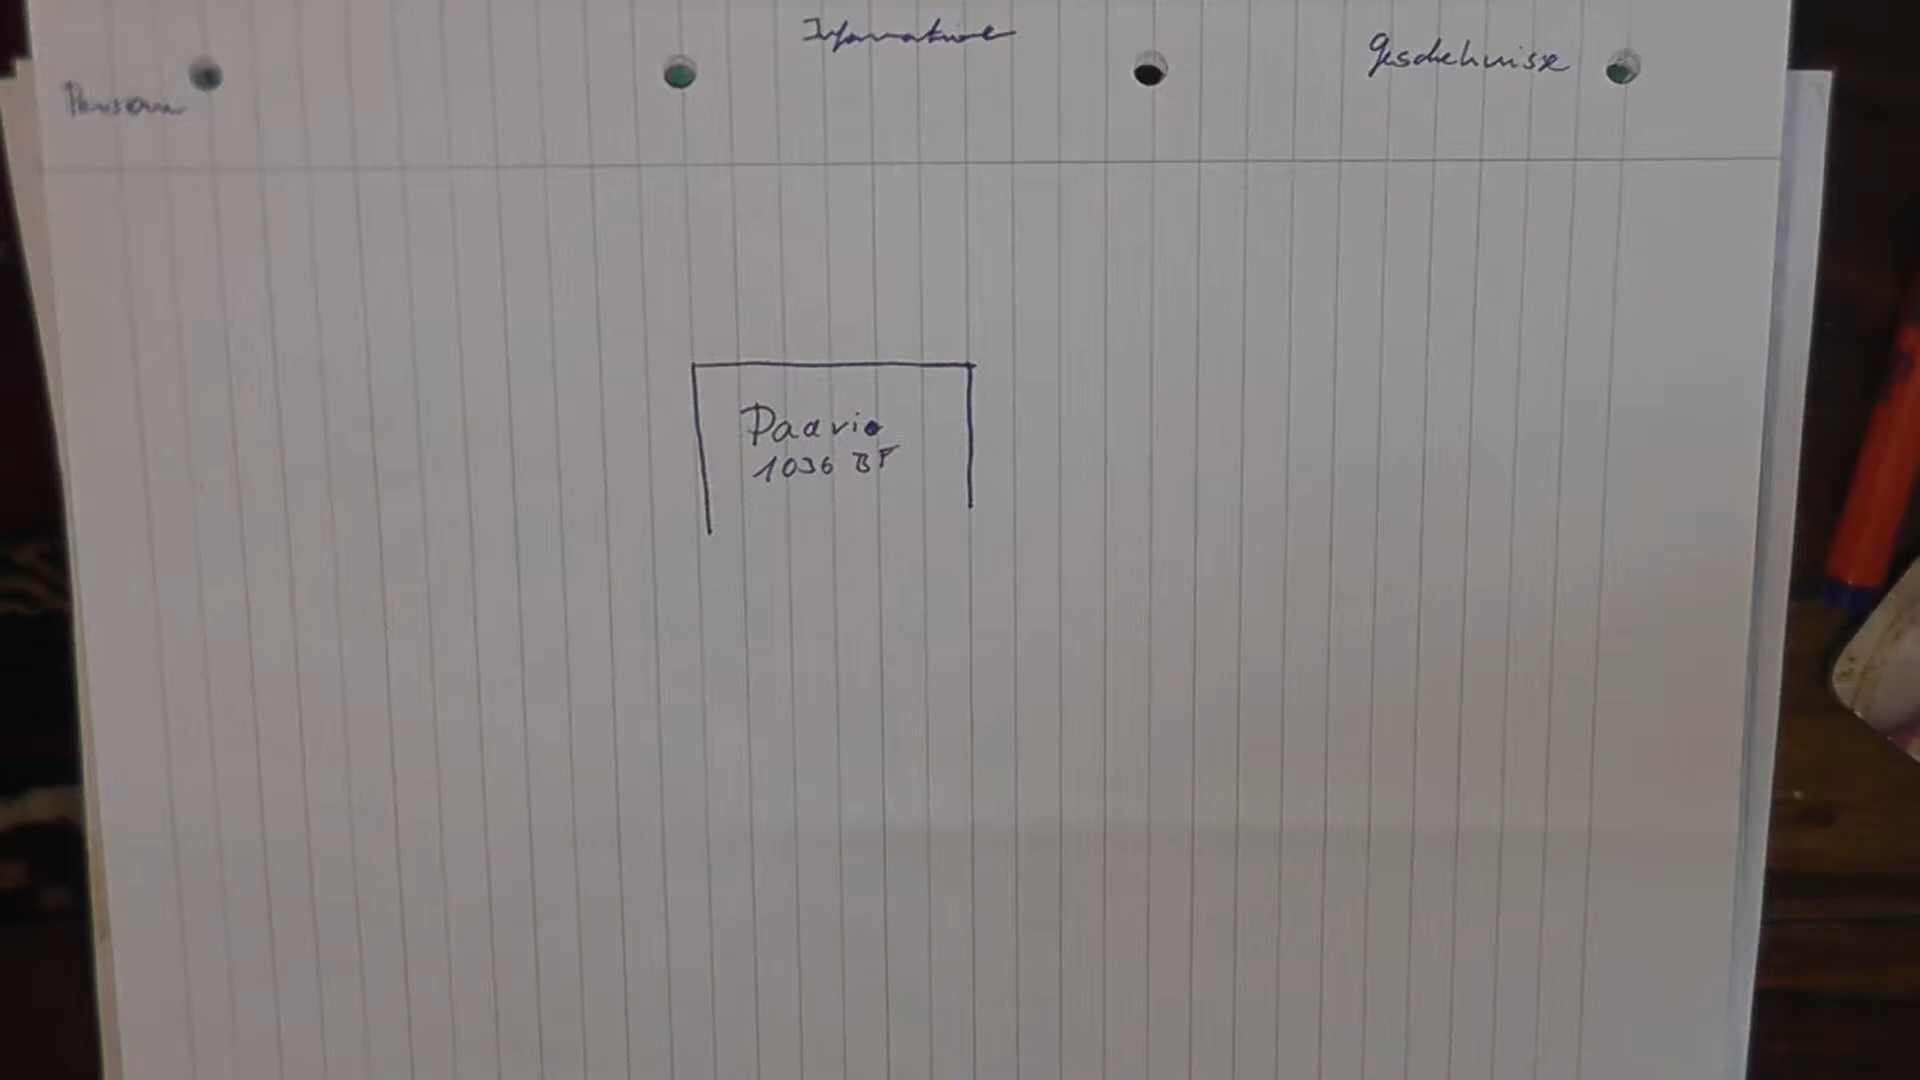 Personen
Informationen
Geschehnisse
Paavio
1036 BF